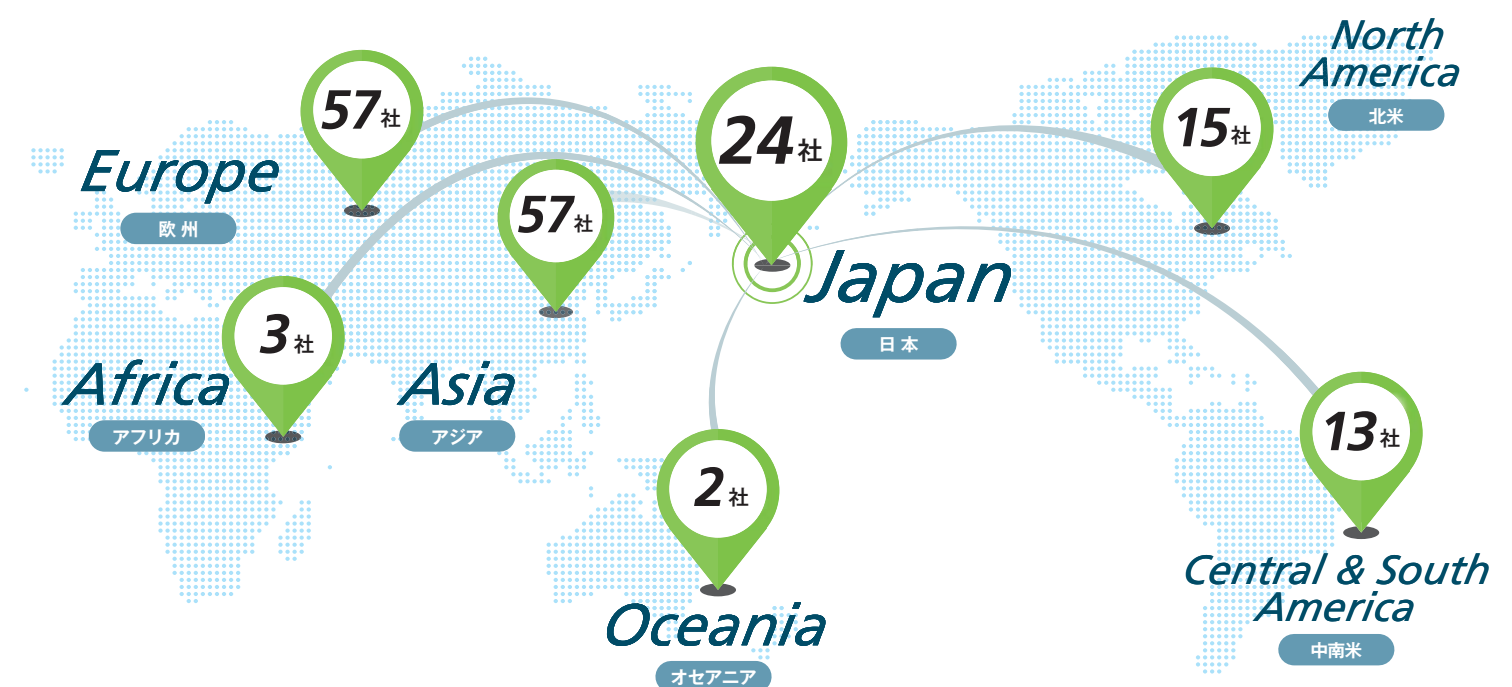 North
America
北米
57社
24社
15社
Europe
欧州
57社
Japan
日本
3社
Africa
アフリカ
Asia
アジア
13社
2社
Central & South
America
中南米
Oceania
オセアニア